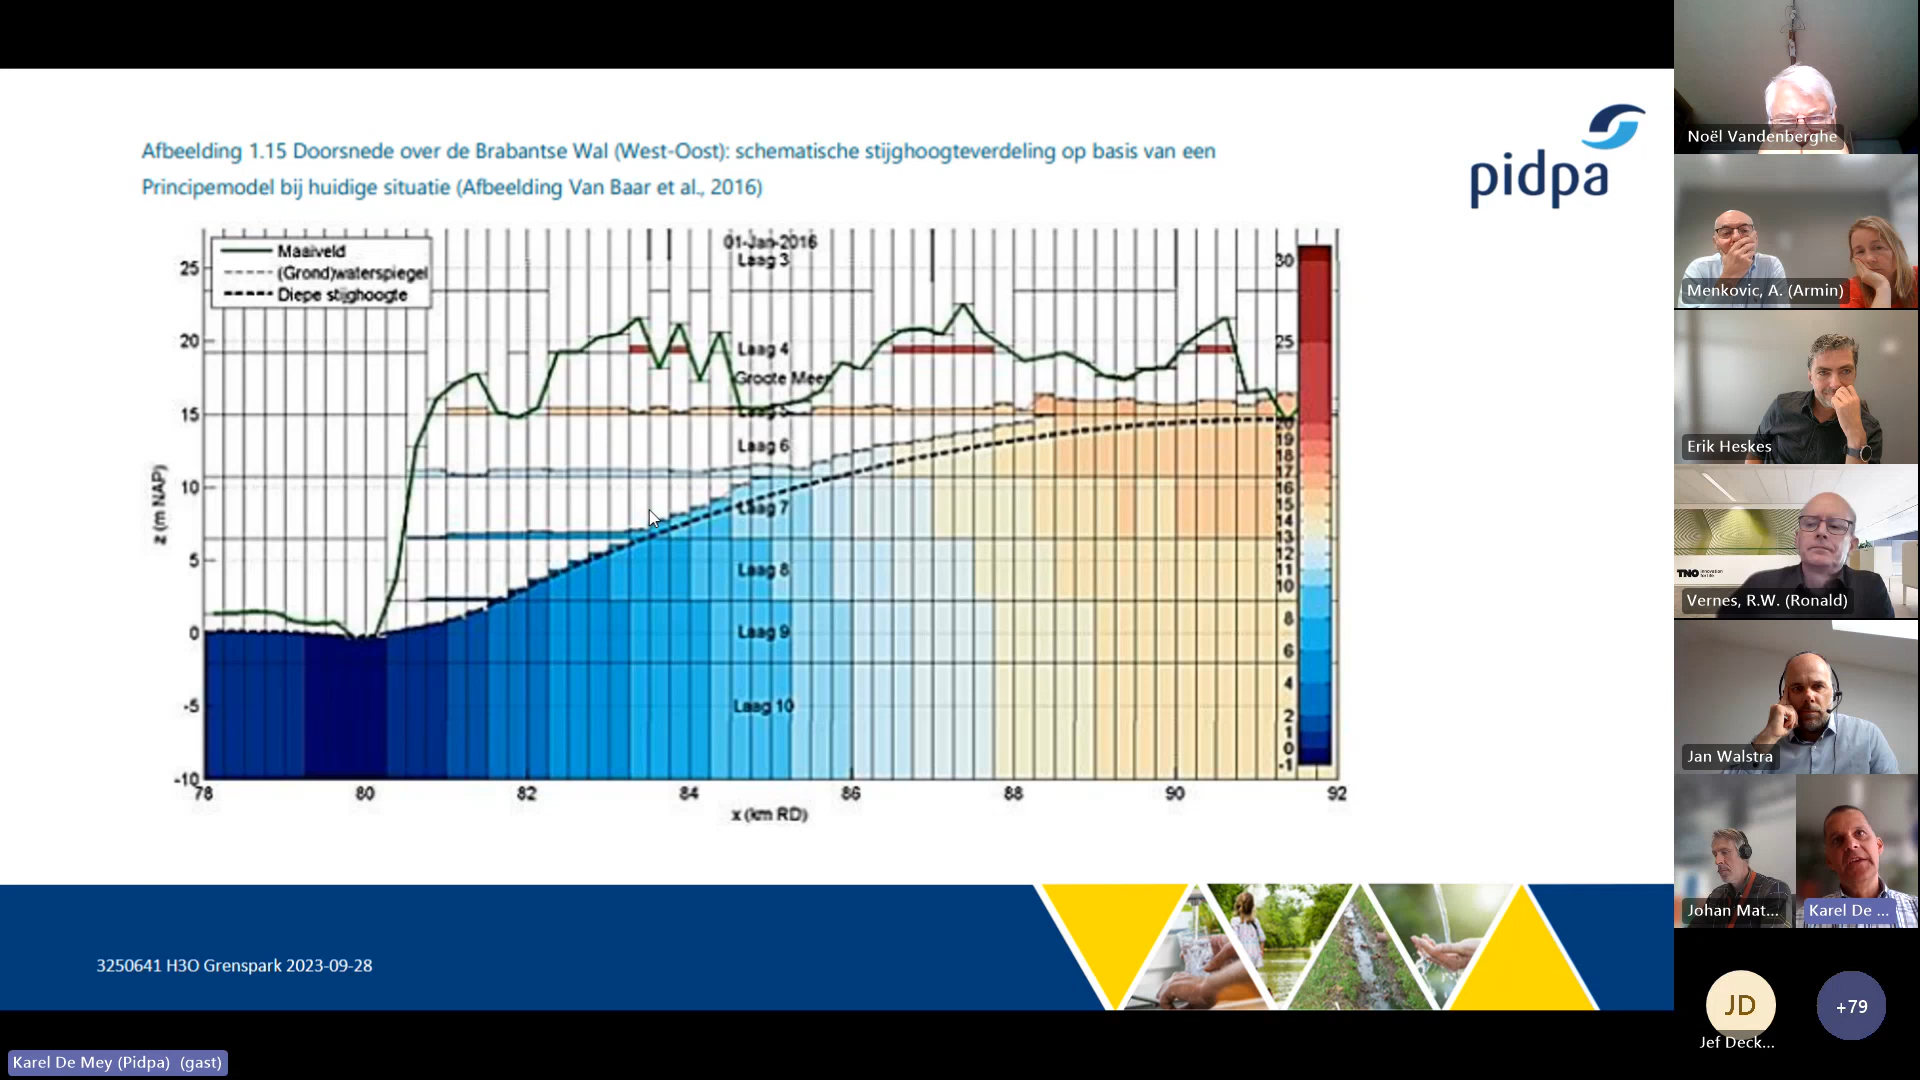 Afbeelding 1.15 Doorsnede over de Brabantse Wal (West-Oost): schematische stijghoogteverdeling op basis van een
Principemodel bij huidige situatie (Afbeelding Van Baar et al., 2016)
pidpa
Maaiveld
(Grond)waterspiegel
Diepe stijghoogte
01-Jan-2016
Laag 3
Laag 4
Groote Meer
Laag 6
Laag 7
Laag 8
Laag 9
Laag 10
z (m NAP)
25
20
15
10
5
0
-5
-10
78 80 82 84 86 88 90 92
x (km RD)
30
25
20
19
18
17
16
15
14
13
12
11
10
8
6
4
2
1
0
-1
3250641 H3O Grenspark 2023-09-28
Karel De Mey (Pidpa) (gast)
Noël Vandenberghe
Menkovic, A. (Armin)
Erik Heskes
TNO innovation for life
Vernes, R.W. (Ronald)
Jan Walstra
Johan Mat...
Karel De ...
JD
Jef Deck...
+79